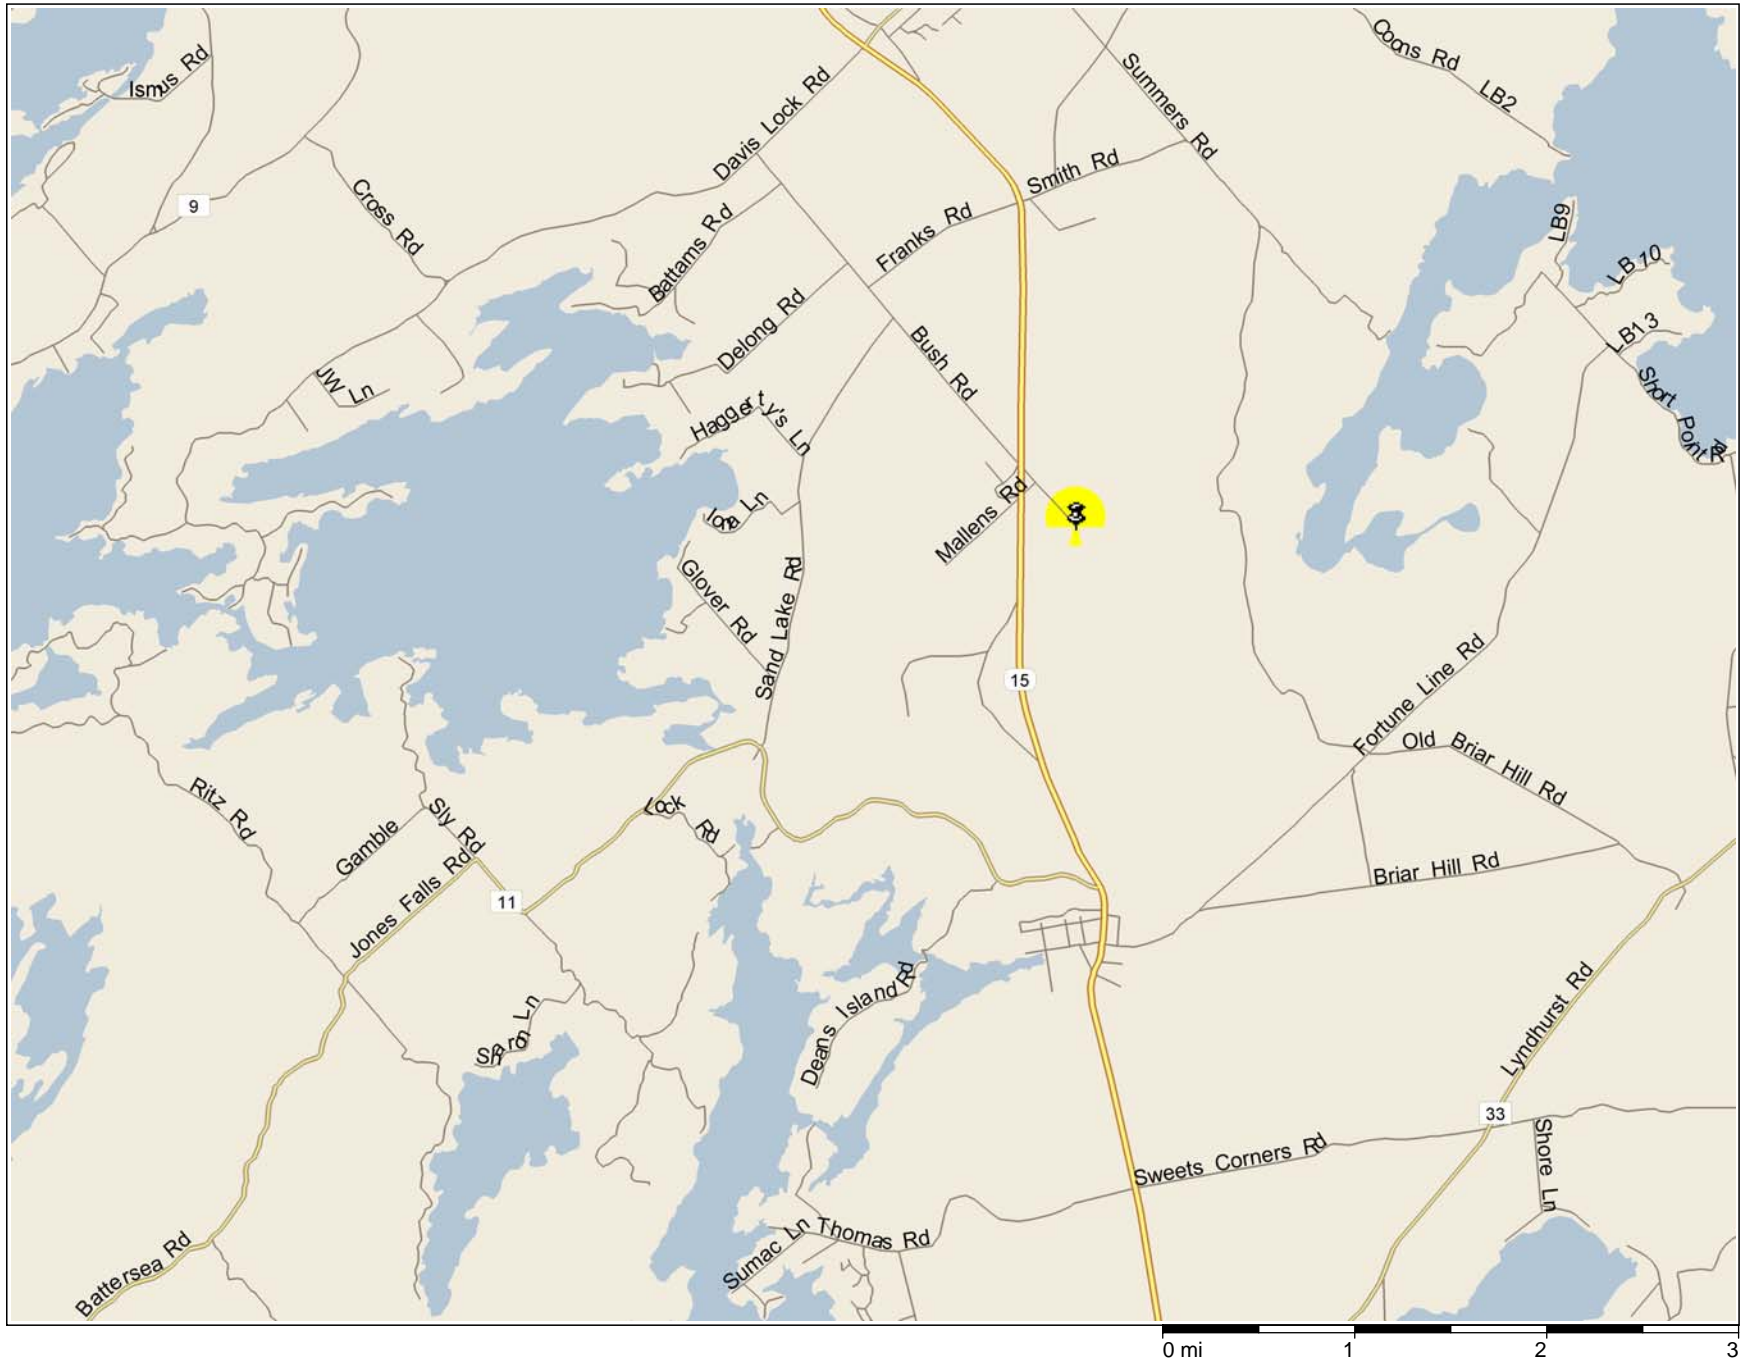 Coons Rd
Ismus Rd
Summers Rd
Davis Lock Rd
LB2
Smith Rd
9
Cross Rd
Battams Rd
Franks Rd
LB9
LB 10
Delong Rd
Bush Rd
LB13
JW Ln
Short Point Rd
Haggerty's Ln
Iona Ln
Mallens Rd
Glover Rd
Sand Lake Rd
15
Fortune Line Rd
Old Briar Hill Rd
Ritz Rd
Lock Rd
Sly Rd
Gamble
Jones Falls Rd
Briar Hill Rd
11
Deans Island Rd
Lyndhurst Rd
Sharon Ln
33
Shore Ln
Sweets Corners Rd
Thomas Rd
Sumac Ln
Battersea Rd
0 mi 1 2 3